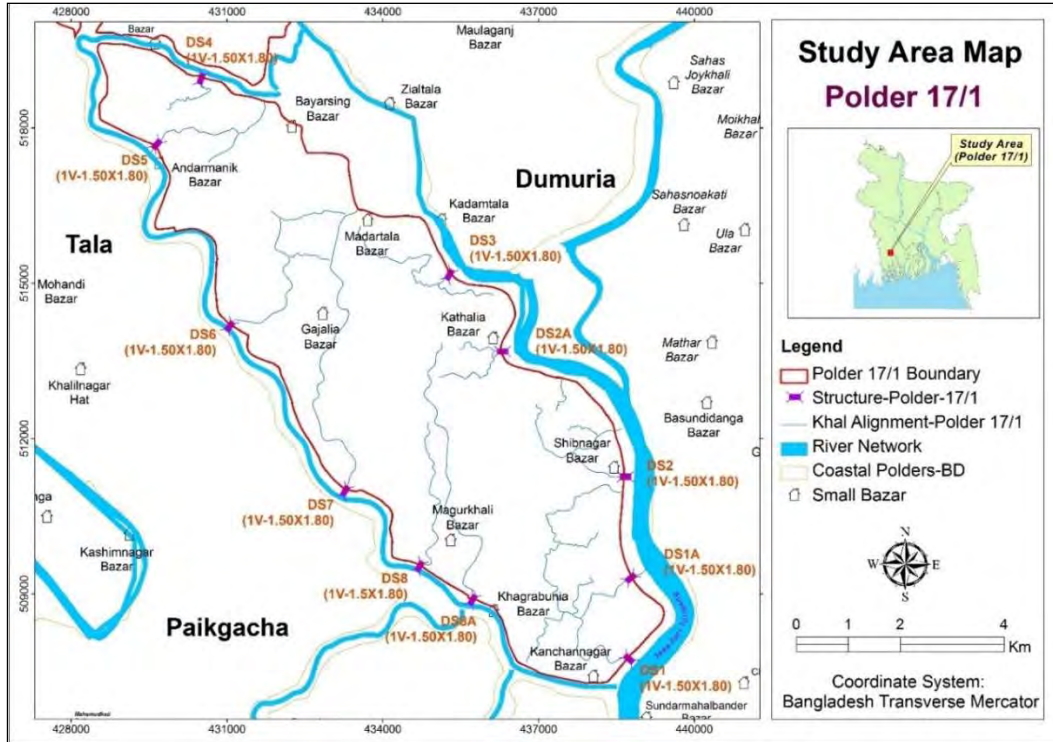 428000
431000
434000
437000
440000
Bazar
DS4
(1V-1.50X1.80)
Maulaganj
Bazar
Sahas
Joykhali
Bazar
Zialtala
Bazar
Bayarsing
Bazar
Moikhal
Bazar
518000
DS5
(1V-1.50X1.80)
Andarmanik
Bazar
Dumuria
Sahasnoakati
Bazar
Ula
Bazar
Kadamtala
Bazar
Madartala
Bazar
DS3
(1V-1.50X1.80)
Tala
515000
Mohandi
Bazar
DS6
(1V-1.50X1.80)
Gajalia
Bazar
Kathalia
Bazar
DS2A
(1V-1.50X1.80)
Mathar
Bazar
Khalilnagar
Hat
Basundidanga
Bazar
512000
Shibnagar
Bazar
DS2
(1V-1.50X1.80)
DS7
(1V-1.50X1.80)
Magurkhali
Bazar
Kashimnagar
Bazar
DS1A
(1V-1.50X1.80)
509000
DS8
(1V-1.5X1.80)
DS8A
(1V-1.50X1.80)
Khagrabunia
Bazar
Paikgacha
Kanchannagar
Bazar
DS1
(1V-1.50X1.80)
Sundarmahalbander
Bazar
428000
431000
434000
437000
440000
Study Area Map
Polder 17/1
Study Area
(Polder 17/1)
Legend
Polder 17/1 Boundary
Structure-Polder-17/1
Khal Alignment-Polder 17/1
River Network
Coastal Polders-BD
Small Bazar
N
W
E
S
0 1 2 4
Km
Coordinate System:
Bangladesh Transverse Mercator